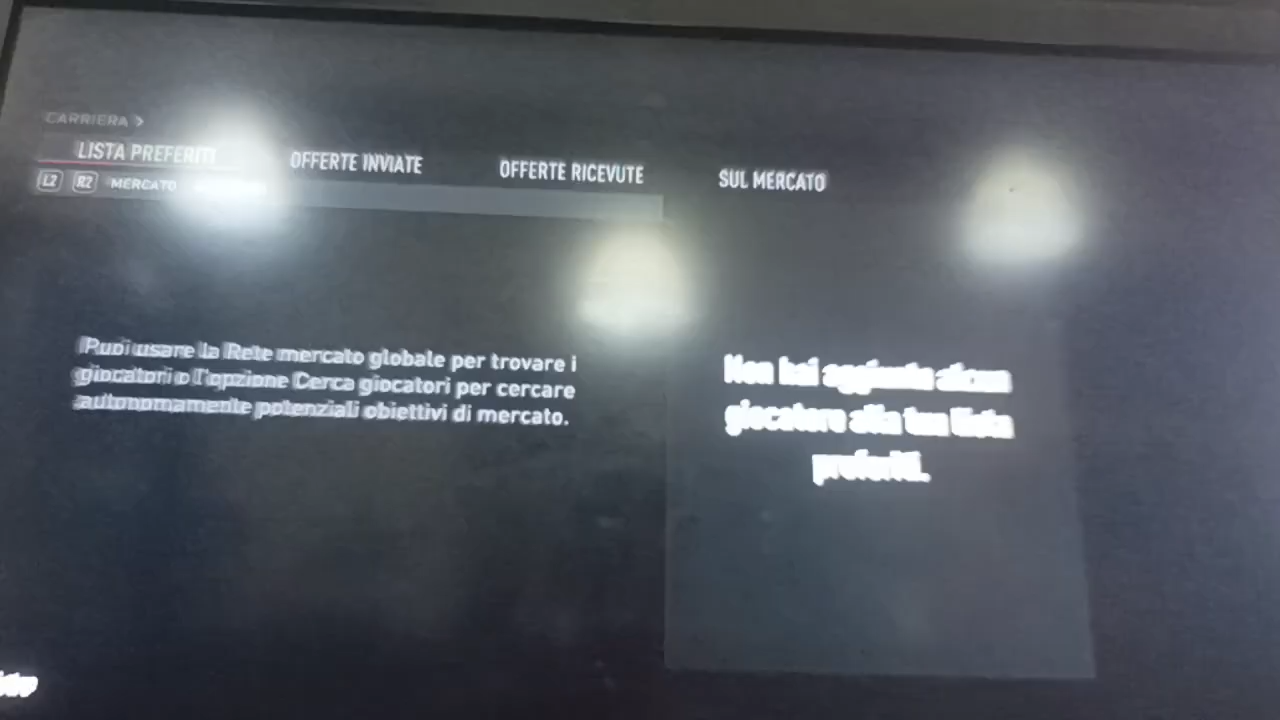 CARRIERA >
LISTA PREFERITI OFFERTE INVIATE OFFERTE RICEVUTE SUL MERCATO
L2 R2 MERCATO
Puoi usare la Rete mercato globale per trovare i
giocatori o l'opzione Cerca giocatori per cercare
autonomamente potenziali obiettivi di mercato.
Non hai aggiunto alcun
giocatore alla tua lista
preferiti.